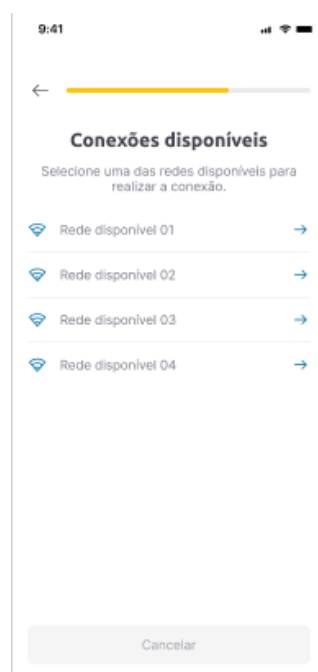 9:41
Conexões disponíveis
Selecione uma das redes disponíveis para
realizar a conexão.
Rede disponível 01
Rede disponível 02
Rede disponível 03
Rede disponível 04
Cancelar